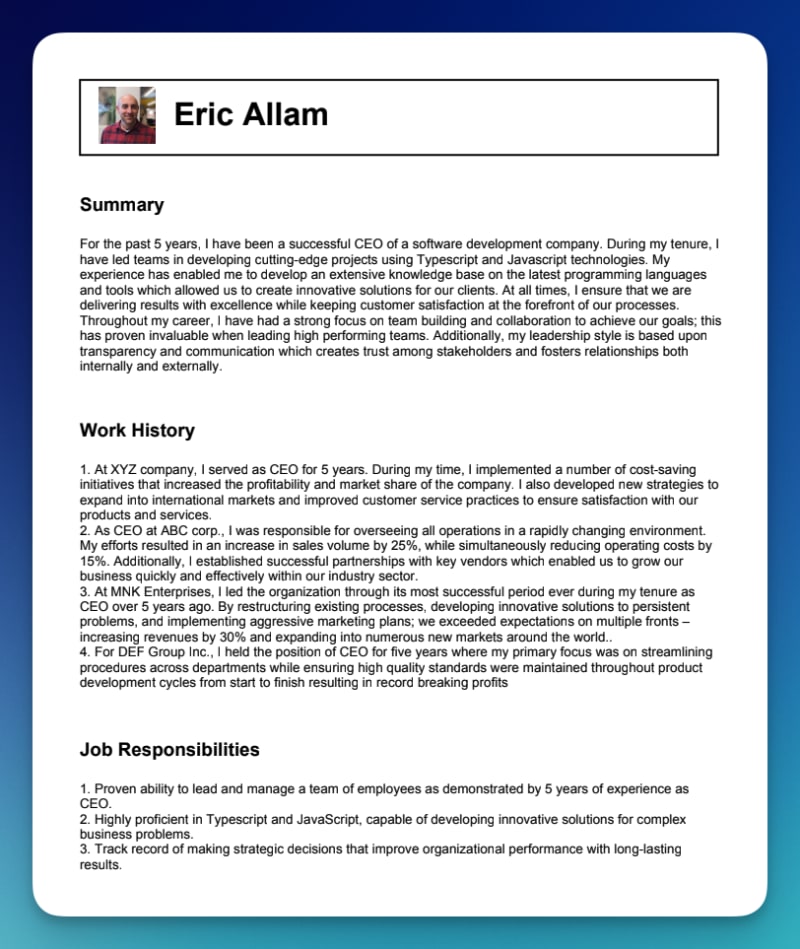 Eric Allam
Summary
For the past 5 years, I have been a successful CEO of a software development company. During my tenure, I
have led teams in developing cutting-edge projects using Typescript and Javascript technologies. My
experience has enabled me to develop an extensive knowledge base on the latest programming languages
and tools which allowed us to create innovative solutions for our clients. At all times, I ensure that we are
delivering results with excellence while keeping customer satisfaction at the forefront of our processes.
Throughout my career, I have had a strong focus on team building and collaboration to achieve our goals; this
has proven invaluable when leading high performing teams. Additionally, my leadership style is based upon
transparency and communication which creates trust among stakeholders and fosters relationships both
internally and externally.
Work History
1. At XYZ company, I served as CEO for 5 years. During my time, I implemented a number of cost-saving
initiatives that increased the profitability and market share of the company. I also developed new strategies to
expand into international markets and improved customer service practices to ensure satisfaction with our
products and services.
2. As CEO at ABC corp., I was responsible for overseeing all operations in a rapidly changing environment.
My efforts resulted in an increase in sales volume by 25%, while simultaneously reducing operating costs by
15%. Additionally, I established successful partnerships with key vendors which enabled us to grow our
business quickly and effectively within our industry sector.
3. At MNK Enterprises, I led the organization through its most successful period ever during my tenure as
CEO over 5 years ago. By restructuring existing processes, developing innovative solutions to persistent
problems, and implementing aggressive marketing plans; we exceeded expectations on multiple fronts –
increasing revenues by 30% and expanding into numerous new markets around the world..
4. For DEF Group Inc., I held the position of CEO for five years where my primary focus was on streamlining
procedures across departments while ensuring high quality standards were maintained throughout product
development cycles from start to finish resulting in record breaking profits
Job Responsibilities
1. Proven ability to lead and manage a team of employees as demonstrated by 5 years of experience as
CEO.
2. Highly proficient in Typescript and JavaScript, capable of developing innovative solutions for complex
business problems.
3. Track record of making strategic decisions that improve organizational performance with long-lasting
results.